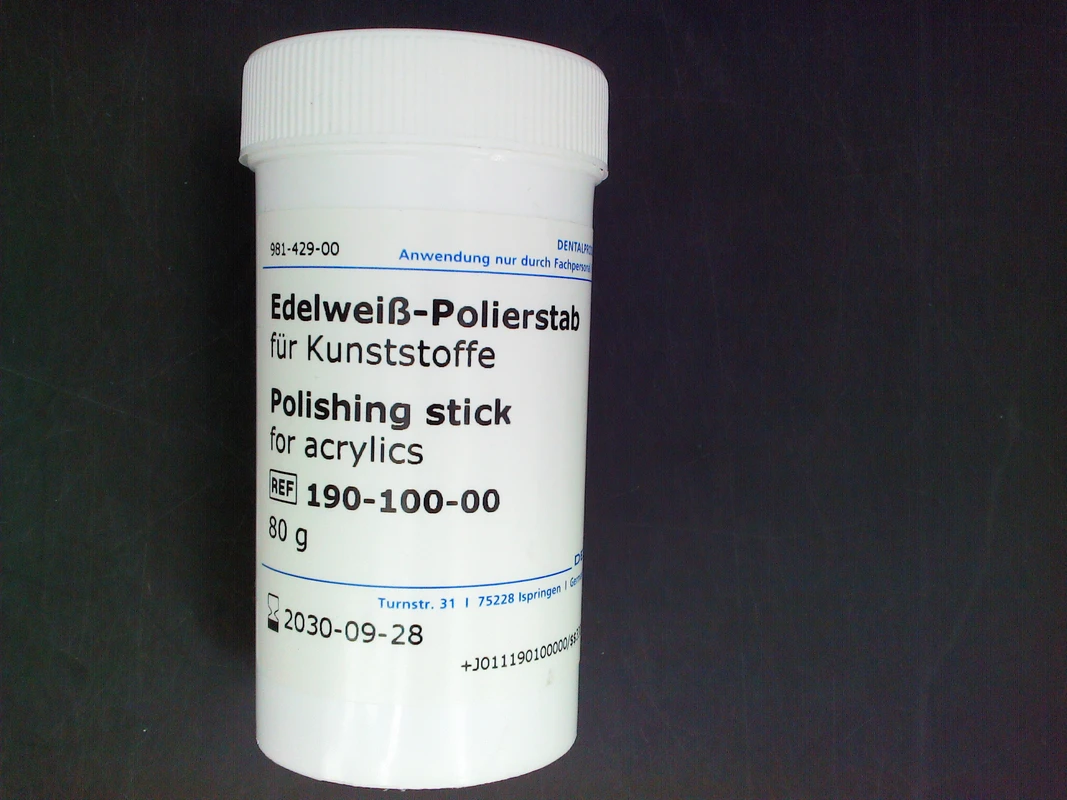 981-429-00
Anwendung nur durch
Edelweiß-Polierstab
für Kunststoffe
Polishing stick
for acrylics
REF 190-100-00
80 g
Turnstr. 31 I 75228 Ispringen I
2030-09-28